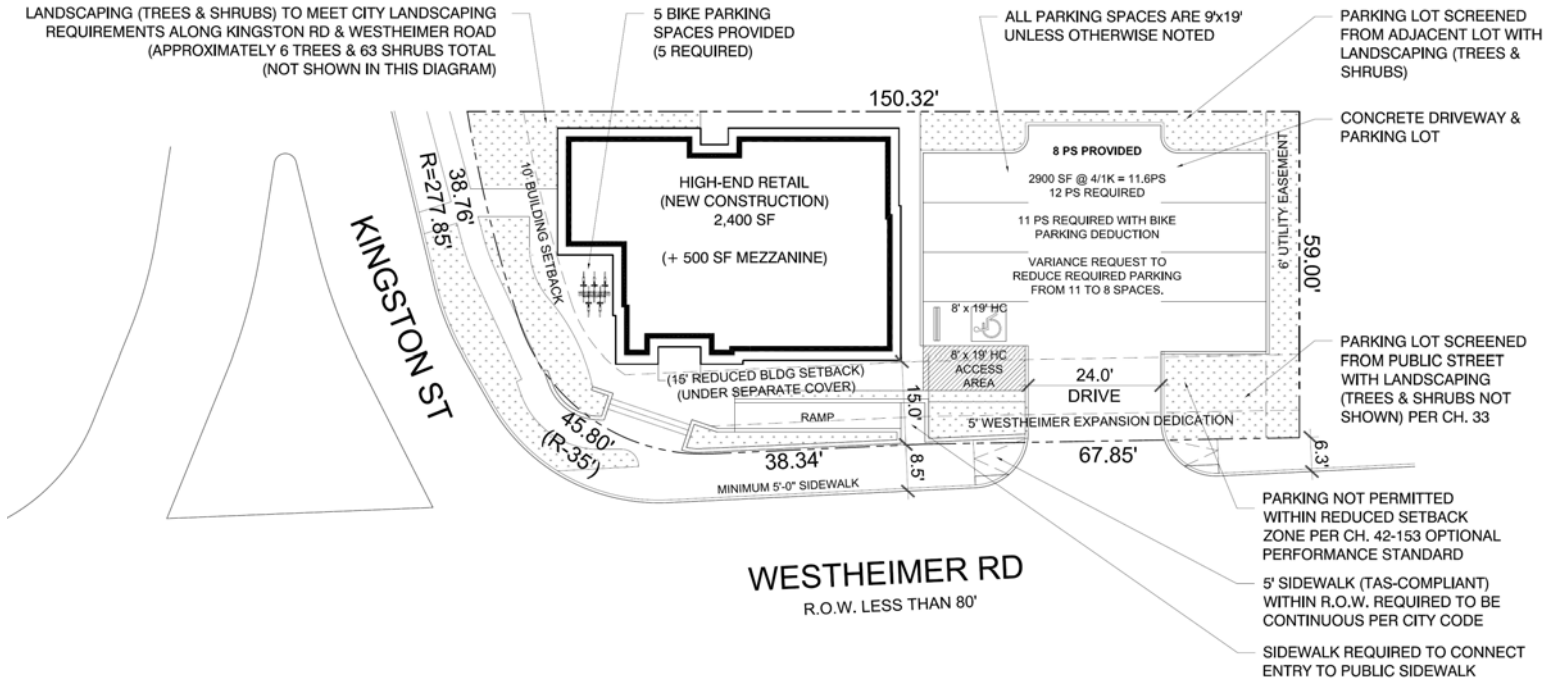 LANDSCAPING (TREES & SHRUBS) TO MEET CITY LANDSCAPING
REQUIREMENTS ALONG KINGSTON RD & WESTHEIMER ROAD
(APPROXIMATELY 6 TREES & 63 SHRUBS TOTAL
(NOT SHOWN IN THIS DIAGRAM)
5 BIKE PARKING
SPACES PROVIDED
(5 REQUIRED)
ALL PARKING SPACES ARE 9'x19'
UNLESS OTHERWISE NOTED
PARKING LOT SCREENED
FROM ADJACENT LOT WITH
LANDSCAPING (TREES &
SHRUBS)
CONCRETE DRIVEWAY &
PARKING LOT
150.32'
38.76'
R=277.85'
KINGSTON ST
10' BUILDING SETBACK
HIGH-END RETAIL
(NEW CONSTRUCTION)
2,400 SF
(+ 500 SF MEZZANINE)
8 PS PROVIDED
2900 SF @ 4/1K = 11.6PS
12 PS REQUIRED
11 PS REQUIRED WITH BIKE
PARKING DEDUCTION
VARIANCE REQUEST TO
REDUCE REQUIRED PARKING
FROM 11 TO 8 SPACES.
8' x 19' HC
8' x 19' HC
ACCESS
AREA
6' UTILITY EASEMENT
59.00'
(15' REDUCED BLDG SETBACK)
(UNDER SEPARATE COVER)
24.0'
DRIVE
RAMP
15.0'
5' WESTHEIMER EXPANSION DEDICATION
45.80'
(R-35')
38.34'
8.5'
67.85'
6.3'
MINIMUM 5'-0" SIDEWALK
WESTHEIMER RD
R.O.W. LESS THAN 80'
PARKING LOT SCREENED
FROM PUBLIC STREET
WITH LANDSCAPING
(TREES & SHRUBS NOT
SHOWN) PER CH. 33
PARKING NOT PERMITTED
WITHIN REDUCED SETBACK
ZONE PER CH. 42-153 OPTIONAL
PERFORMANCE STANDARD
5' SIDEWALK (TAS-COMPLIANT)
WITHIN R.O.W. REQUIRED TO BE
CONTINUOUS PER CITY CODE
SIDEWALK REQUIRED TO CONNECT
ENTRY TO PUBLIC SIDEWALK